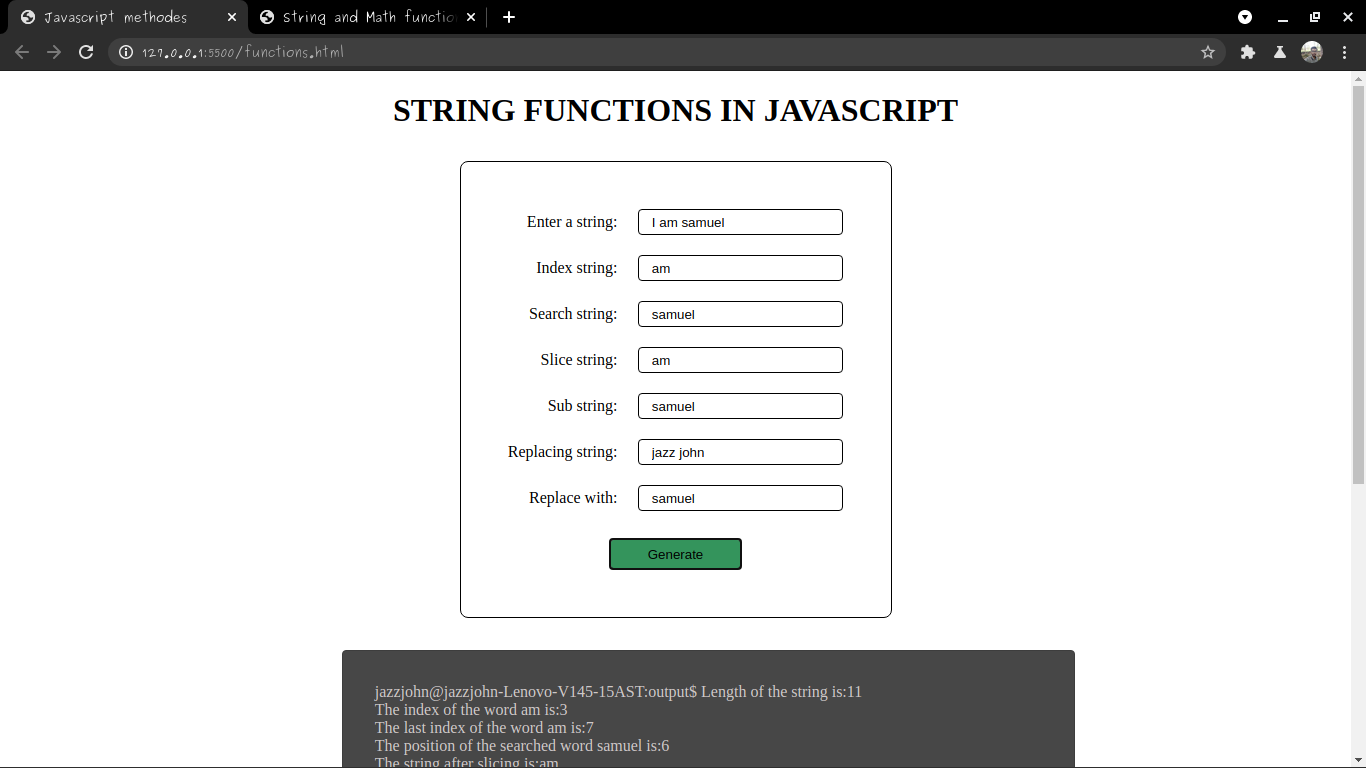 Javascript methodes
String and Math functio
127.0.0.1:5500/functions.html
STRING FUNCTIONS IN JAVASCRIPT
Enter a string: I am samuel
Index string: am
Search string: samuel
Slice string: am
Sub string: samuel
Replacing string: jazz john
Replace with: samuel
Generate
jazzjohn@jazzjohn-Lenovo-V145-15AST:output$ Length of the string is:11
The index of the word am is:3
The last index of the word am is:7
The position of the searched word samuel is:6
The string after slicing is:am